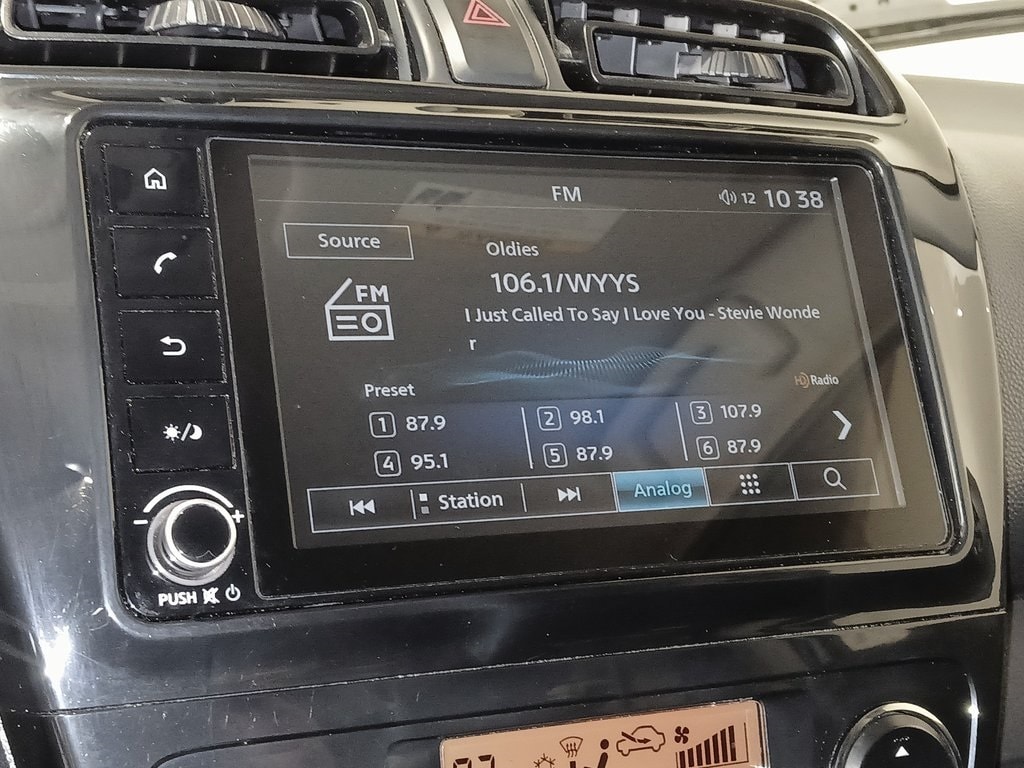 FM
12 10 38
Source
Oldies
FM
106.1/WYYS
I Just Called To Say I Love You - Stevie Wonde
r
HD Radio
Preset
1 87.9 2 98.1 3 107.9
4 95.1 5 87.9 6 87.9
Station Analog
PUSH